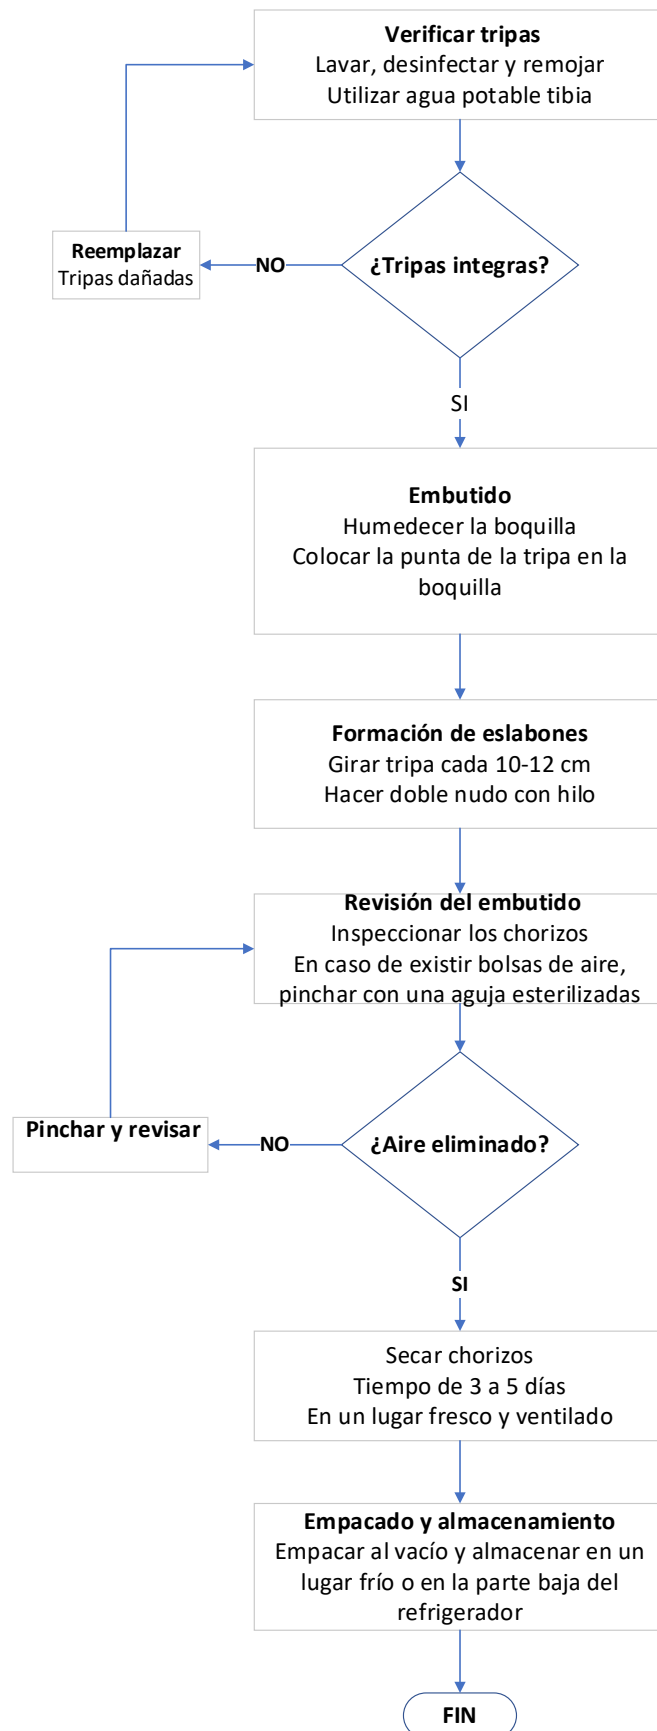 Verificar tripas
Lavar, desinfectar y remojar
Utilizar agua potable tibia
¿Tripas integras?
NO
Reemplazar
Tripas dañadas
SI
Embutido
Humedecer la boquilla
Colocar la punta de la tripa en la
boquilla
Formación de eslabones
Girar tripa cada 10-12 cm
Hacer doble nudo con hilo
Revisión del embutido
Inspeccionar los chorizos
En caso de existir bolsas de aire,
pinchar con una aguja esterilizadas
¿Aire eliminado?
NO
Pinchar y revisar
SI
Secar chorizos
Tiempo de 3 a 5 días
En un lugar fresco y ventilado
Empacado y almacenamiento
Empacar al vacío y almacenar en un
lugar frío o en la parte baja del
refrigerador
FIN